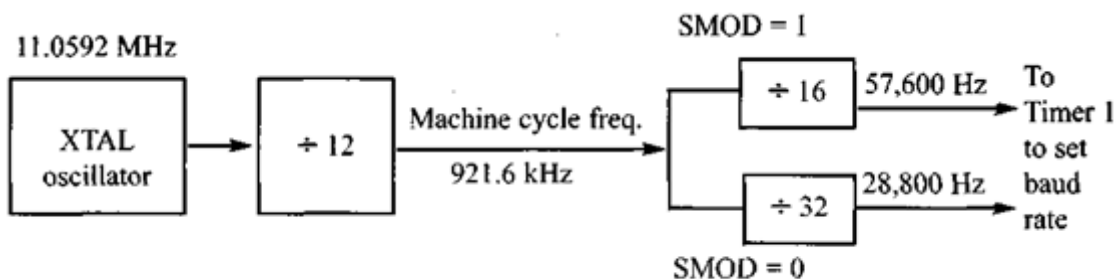 11.0592 MHz
XTAL
oscillator
÷ 12
Machine cycle freq.
921.6 kHz
SMOD = 1
÷ 16
57,600 Hz
÷ 32
28,800 Hz
SMOD = 0
To
Timer 1
to set
baud
rate